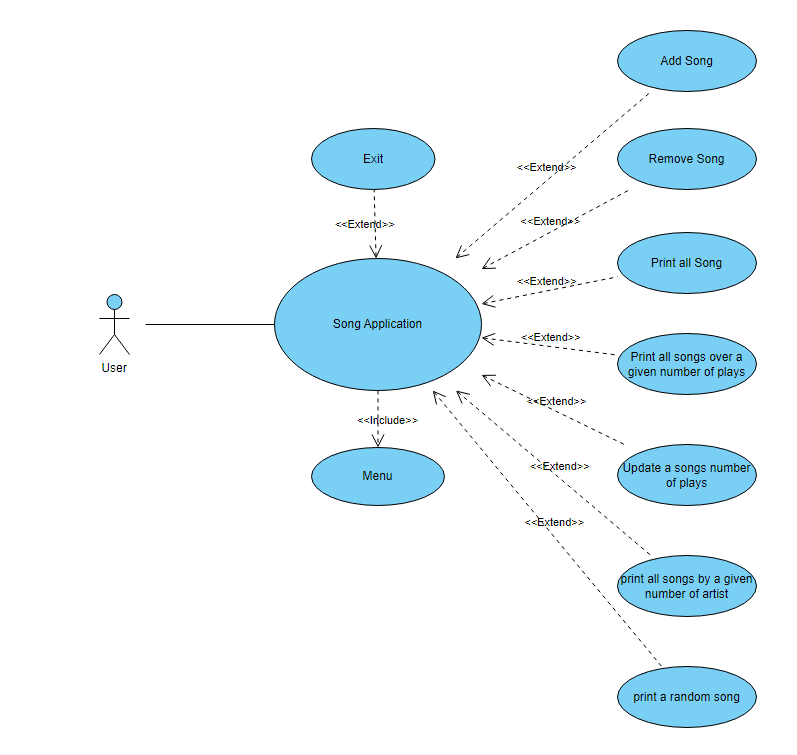 Add Song
<<Extend>>
Exit
Remove Song
<<Extend>>
<<Extend>>
Print all Song
<<Extend>>
Song Application
<<Extend>>
Print all songs over a
given number of plays
User
<<Extend>>
<<Include>>
Menu
Update a songs number
of plays
<<Extend>>
<<Extend>>
print all songs by a given
number of artist
print a random song